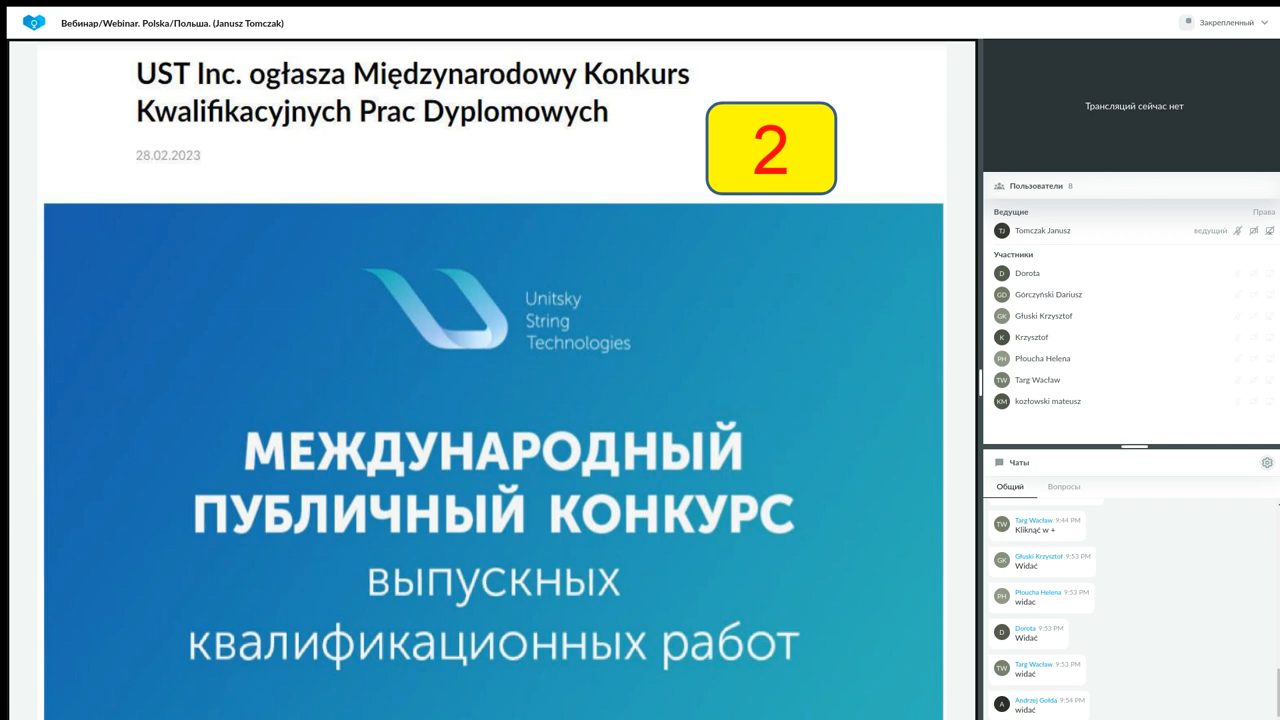 Вебинар/Webinar. Polska/Польша. (Janusz Tomczak)
Закрепленный
UST Inc. ogłasza Międzynarodowy Konkurs
Kwalifikacyjnych Prac Dyplomowych
28.02.2023
2
Unitsky
String
Technologies
МЕЖДУНАРОДНЫЙ
ПУБЛИЧНЫЙ КОНКУРС
выпускных
квалификационных работ
Трансляций сейчас нет
Пользователи 8
Ведущие Права
TJ Tomczak Janusz ведущий
Участники
D Dorota
GD Górczyński Dariusz
GK Głuski Krzysztof
K Krzysztof
PH Płoucha Helena
TW Targ Wacław
KM kozłowski mateusz
Чаты
Общий Вопросы
TW Targ Wacław 9:44 PM
Kliknąć w +
GK Głuski Krzysztof 9:53 PM
Widać
PH Płoucha Helena 9:53 PM
widac
D Dorota 9:53 PM
Widać
TW Targ Wacław 9:53 PM
widać
A Andrzej Gołda 9:54 PM
widać